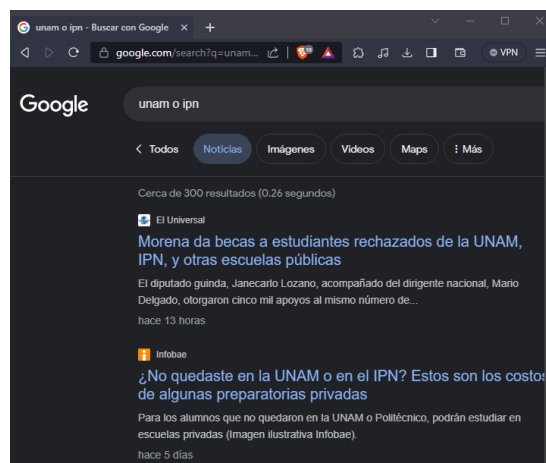 unam o ipn - Buscar con Google
google.com/search?q=unam...
VPN
Google
unam o ipn
Todos
Noticias
Imágenes
Videos
Maps
Más
Cerca de 300 resultados (0.26 segundos)
El Universal
Morena da becas a estudiantes rechazados de la UNAM,
IPN, y otras escuelas públicas
El diputado guinda, Janecarlo Lozano, acompañado del dirigente nacional, Mario
Delgado, otorgaron cinco mil apoyos al mismo número de...
hace 13 horas
Infobae
¿No quedaste en la UNAM o en el IPN? Estos son los costos
de algunas preparatorias privadas
Para los alumnos que no quedaron en la UNAM o Politécnico, podrán estudiar en
escuelas privadas (Imagen ilustrativa Infobae).
hace 5 días